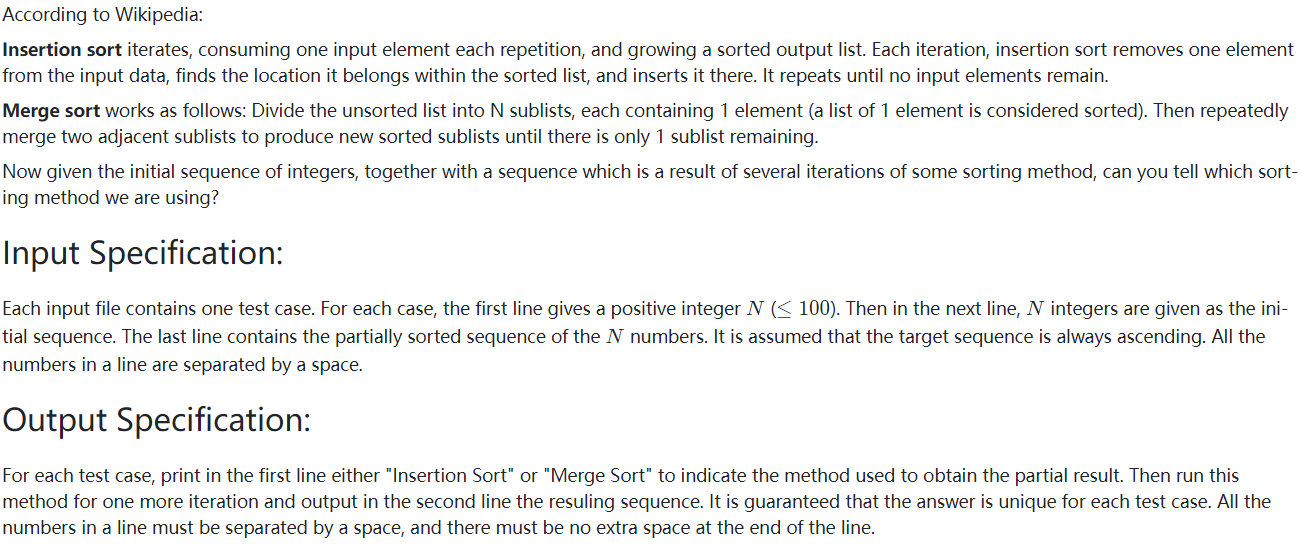 According to Wikipedia:
Insertion sort iterates, consuming one input element each repetition, and growing a sorted output list. Each iteration, insertion sort removes one element
from the input data, finds the location it belongs within the sorted list, and inserts it there. It repeats until no input elements remain.
Merge sort works as follows: Divide the unsorted list into N sublists, each containing 1 element (a list of 1 element is considered sorted). Then repeatedly
merge two adjacent sublists to produce new sorted sublists until there is only 1 sublist remaining.
Now given the initial sequence of integers, together with a sequence which is a result of several iterations of some sorting method, can you tell which sort-
ing method we are using?
Input Specification:
Each input file contains one test case. For each case, the first line gives a positive integer N (≤ 100). Then in the next line, N integers are given as the ini-
tial sequence. The last line contains the partially sorted sequence of the N numbers. It is assumed that the target sequence is always ascending. All the
numbers in a line are separated by a space.
Output Specification:
For each test case, print in the first line either "Insertion Sort" or "Merge Sort" to indicate the method used to obtain the partial result. Then run this
method for one more iteration and output in the second line the resuling sequence. It is guaranteed that the answer is unique for each test case. All the
numbers in a line must be separated by a space, and there must be no extra space at the end of the line.